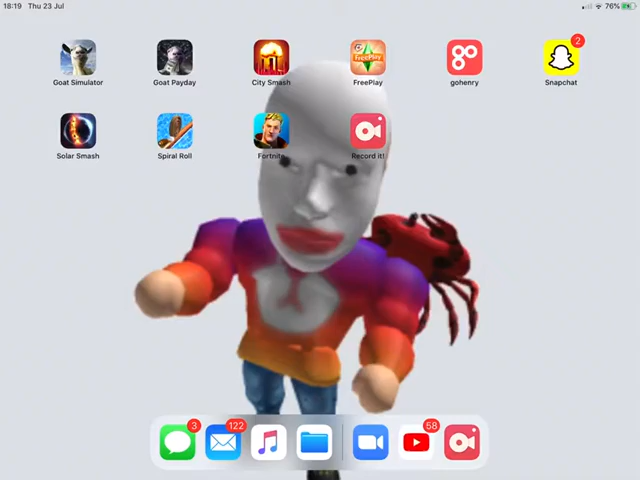 18:19 Thu 23 Jul 76%
FREEPLAY
2
Goat Simulator Goat Payday City Smash FreePlay gohenry Snapchat
Solar Smash Spiral Roll Fortnite Record it!
3 122 58